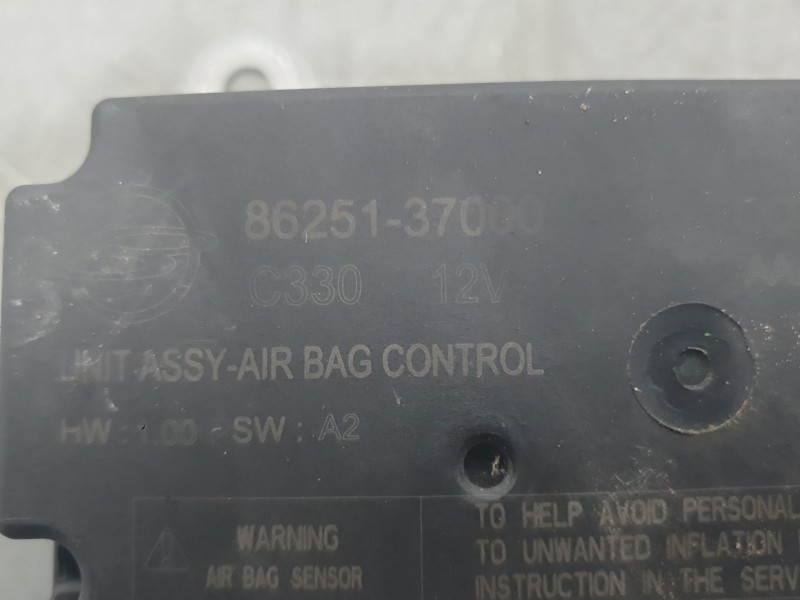 86251-37000
C330 12V
UNIT ASSY-AIR BAG CONTROL
HW : 1.00 SW : A2
WARNING
AIR BAG SENSOR
TO HELP AVOID PERSONAL
TO UNWANTED INFLATION
INSTRUCTION IN THE SERV